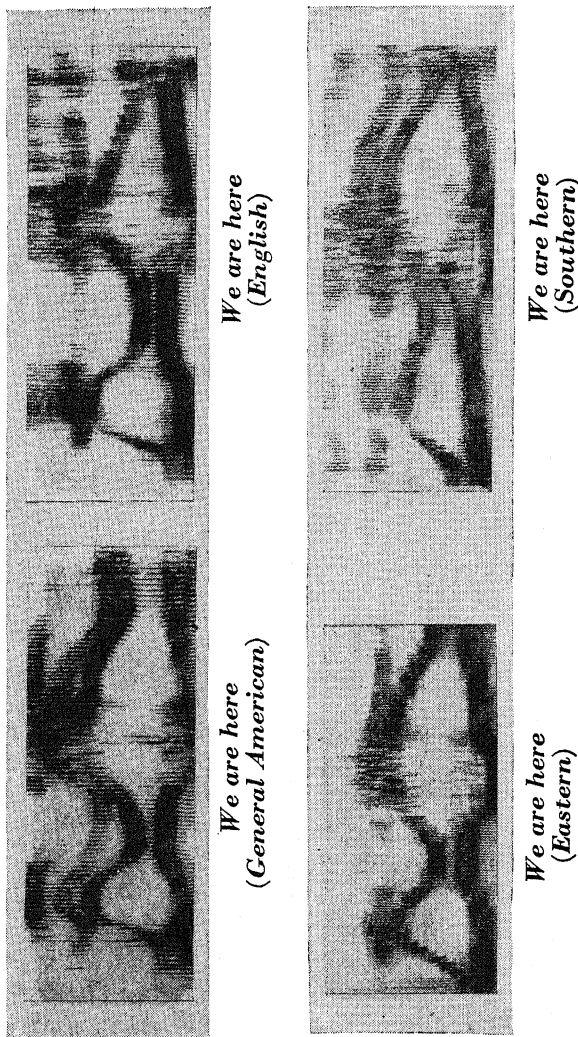 We are here
(General American)
We are here
(English)
We are here
(Eastern)
We are here
(Southern)